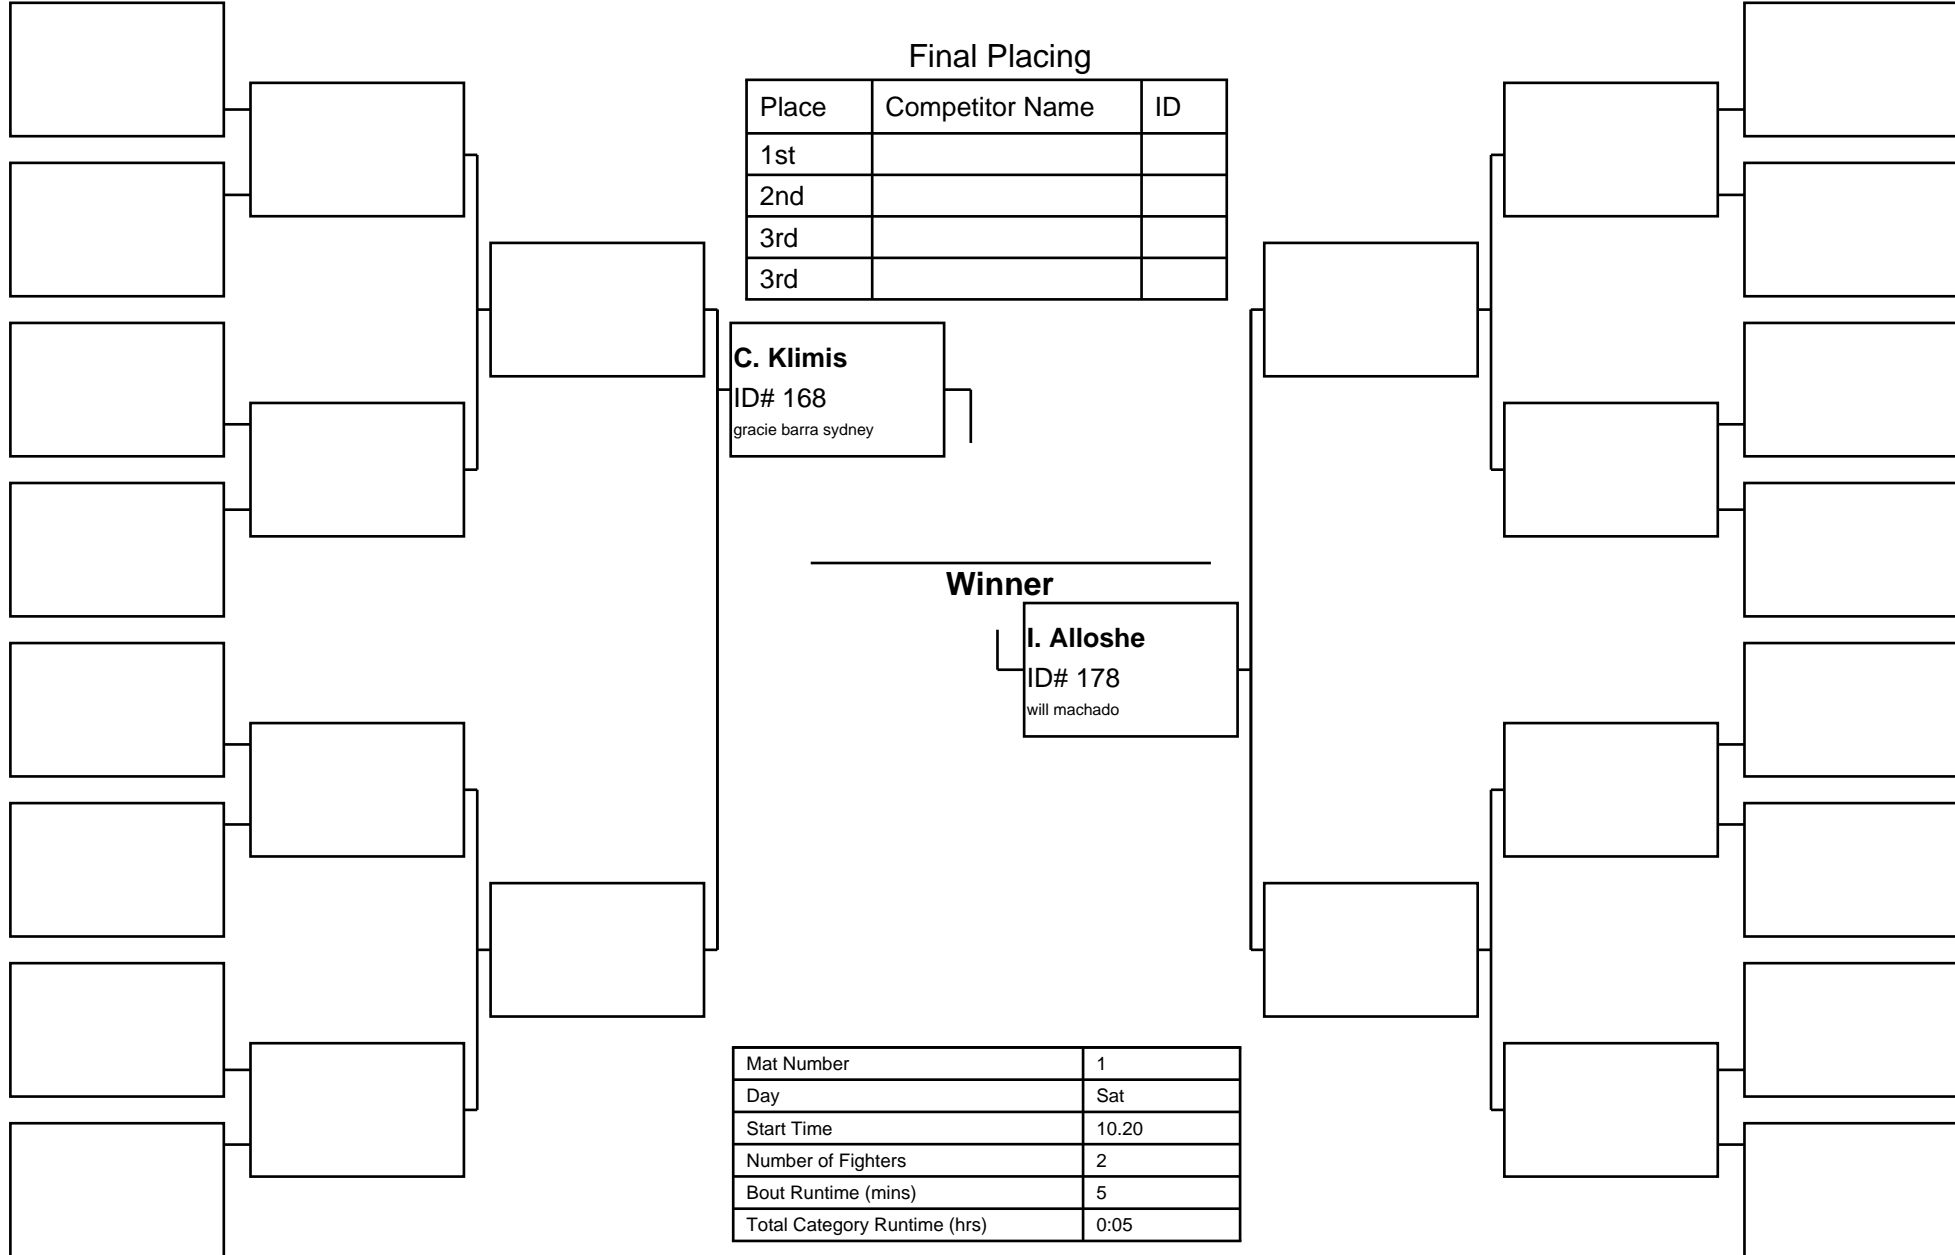 Final Placing
Place Competitor Name ID
1st
2nd
3rd
3rd
C. Klimis
ID# 168
gracie barra sydney
Winner
I. Alloshe
ID# 178
will machado
Mat Number 1
Day Sat
Start Time 10.20
Number of Fighters 2
Bout Runtime (mins) 5
Total Category Runtime (hrs) 0:05